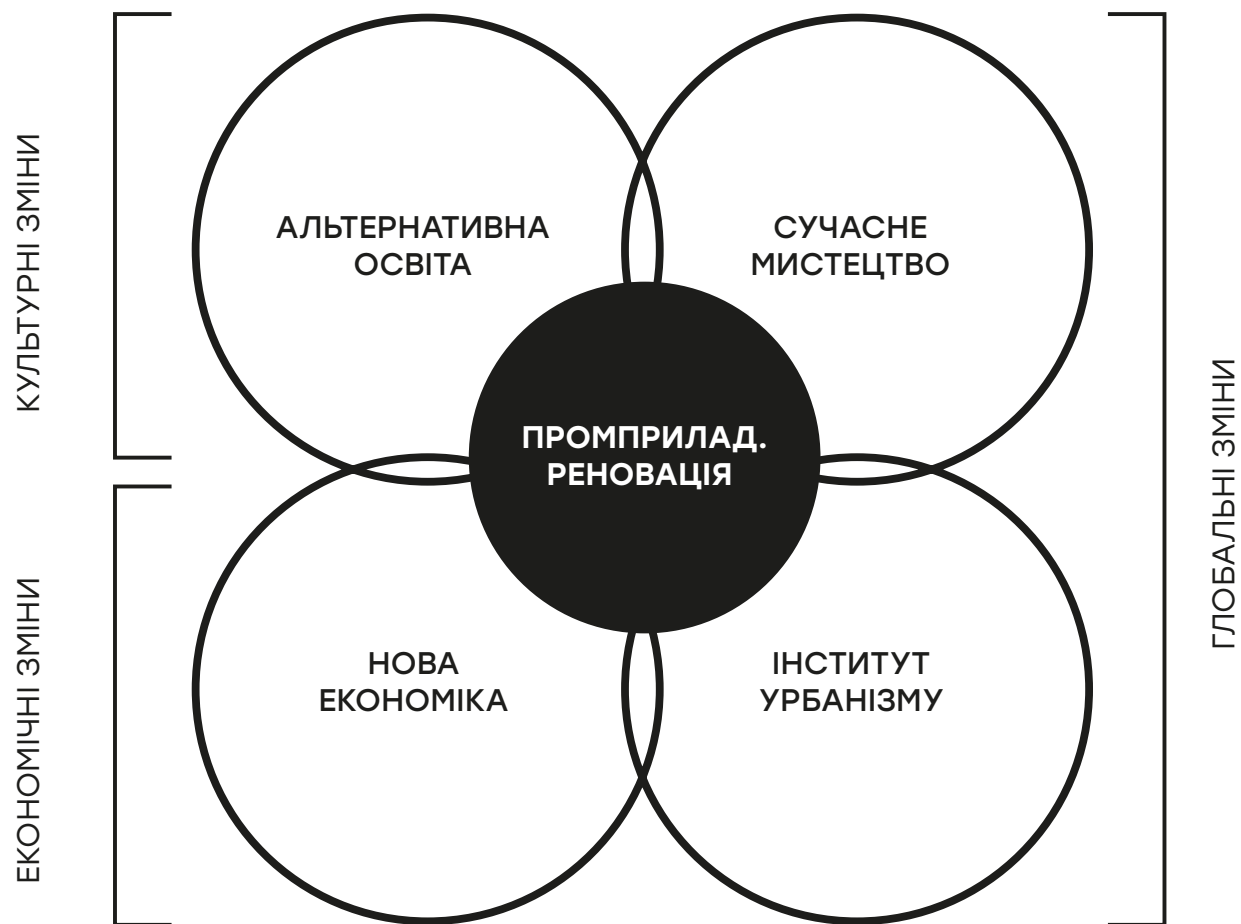 КУЛЬТУРНІ ЗМІНИ
АЛЬТЕРНАТИВНА
ОСВІТА
СУЧАСНЕ
МИСТЕЦТВО
ПРОМПРИЛАД.
РЕНОВАЦІЯ
ГЛОБАЛЬНІ ЗМІНИ
ЕКОНОМІЧНІ ЗМІНИ
НОВА
ЕКОНОМІКА
ІНСТИТУТ
УРБАНІЗМУ